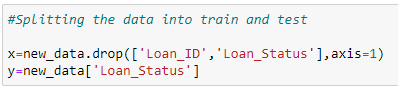 #Splitting the data into train and test
x=new_data.drop(['Loan_ID','Loan_Status'],axis=1)
y=new_data['Loan_Status']